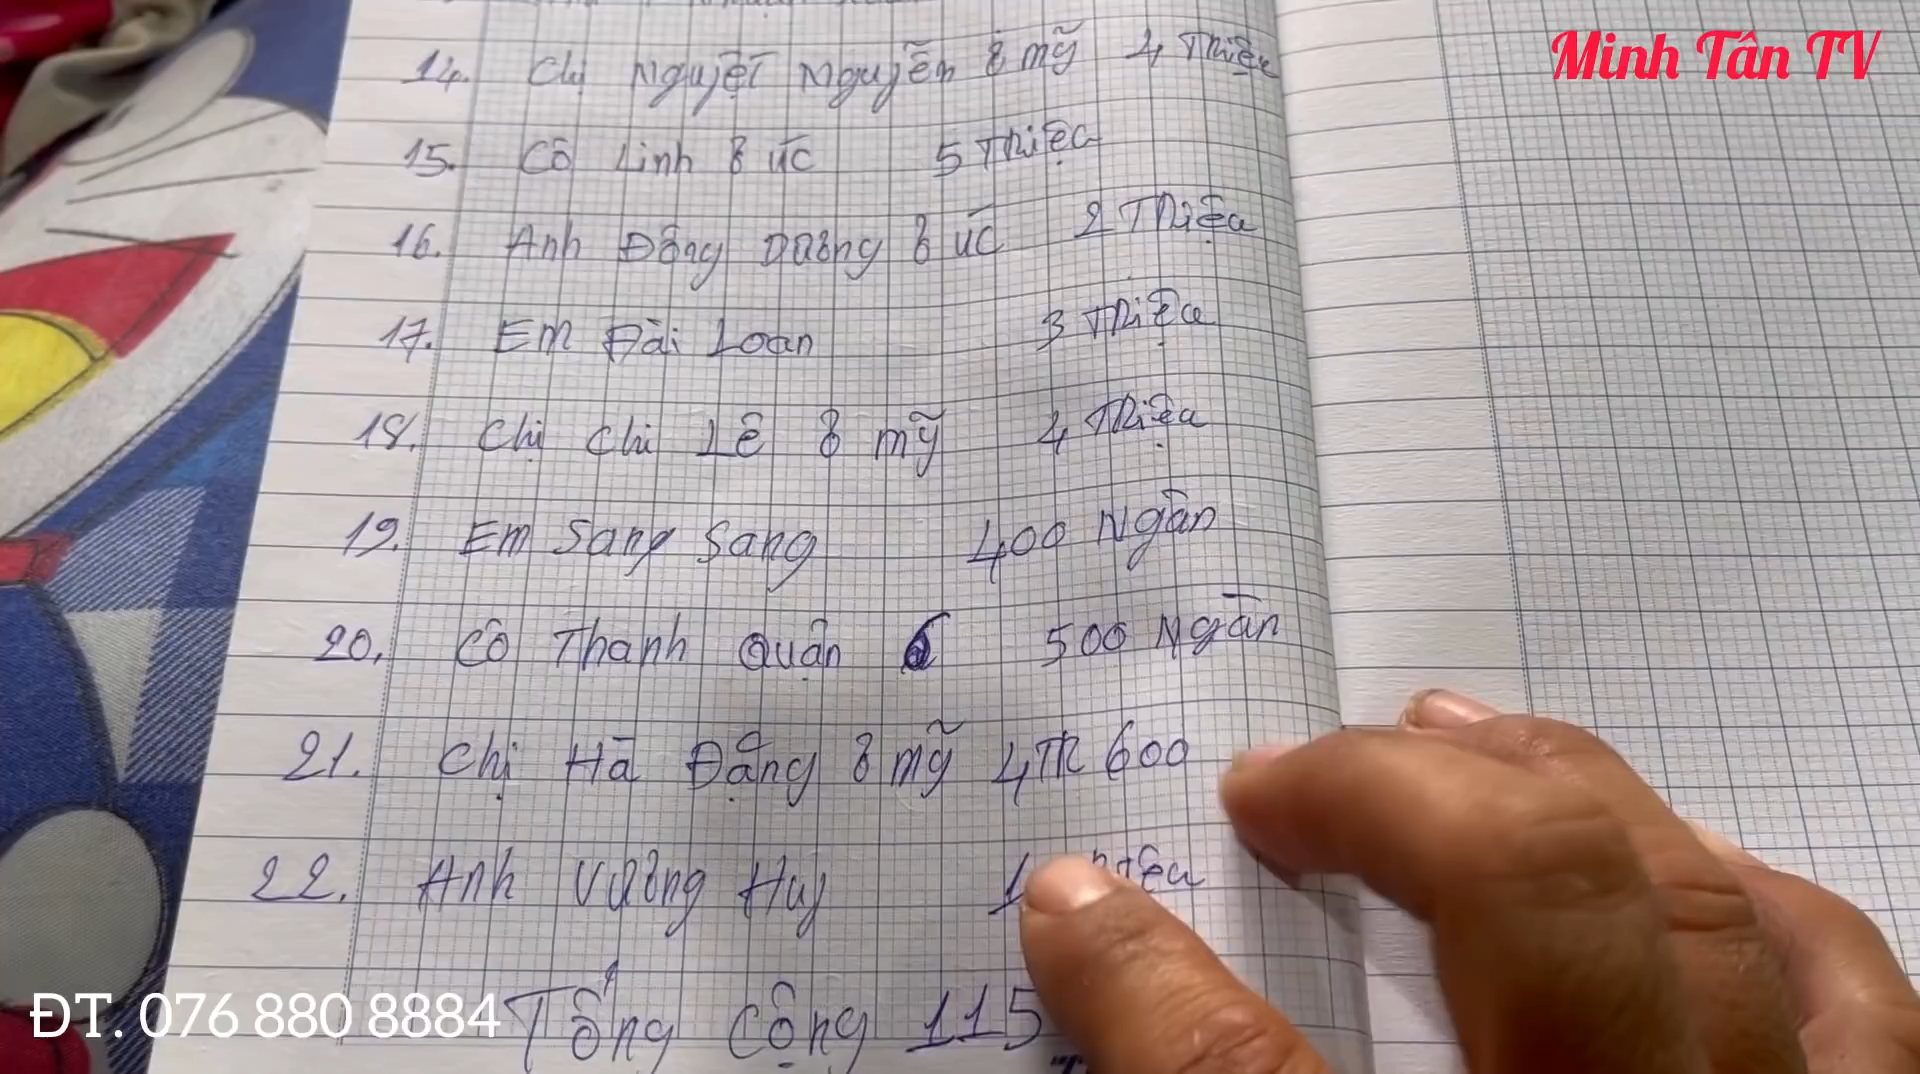 Minh Tân TV
14. Chị Nguyệt Nguyễn ở mỹ 4 Triệu
15. Cô Linh ở Úc 5 Triệu
16. Anh Đông Dương ở Úc 2 Triệu
17. Em Đài Loan 3 Triệu
18. Chị Chi Lê ở mỹ 4 Triệu
19. Em Sang Sang 400 Ngàn
20. Cô Thanh Quận 6 500 Ngàn
21. Chị Hà Đặng ở mỹ 4TR 600
22. Anh Vương Huy 1
Tổng Cộng 115
ĐT. 076 880 8884